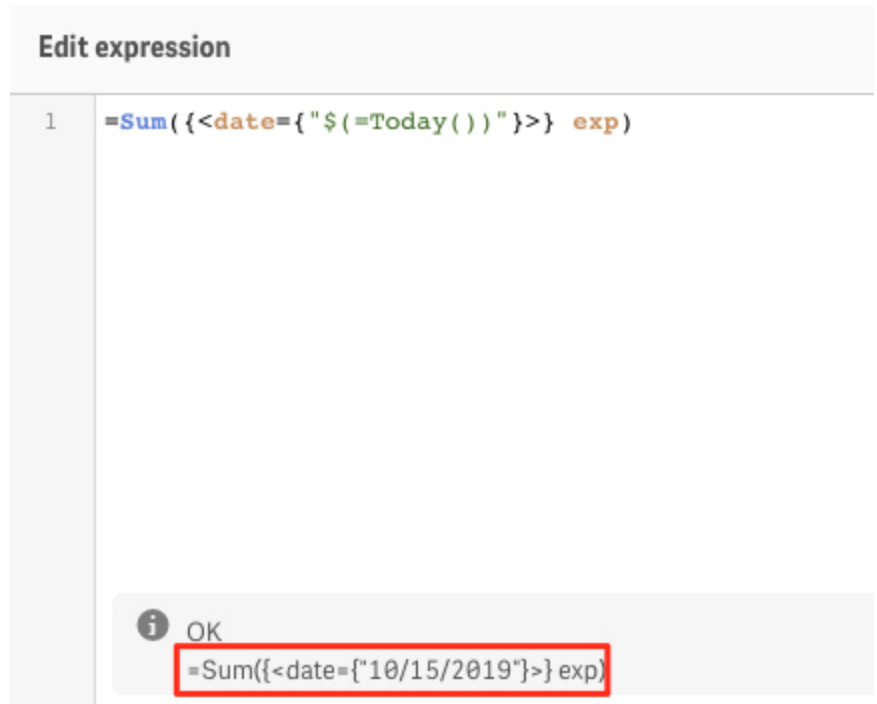 Edit expression
1 =Sum({<date={"$(=Today())"}>} exp)
OK
=Sum({<date={"10/15/2019"}>} exp)